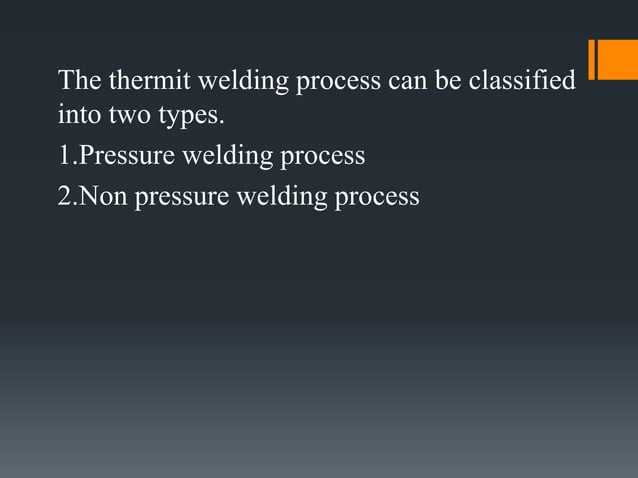 The thermit welding process can be classified
into two types.
1.Pressure welding process
2.Non pressure welding process